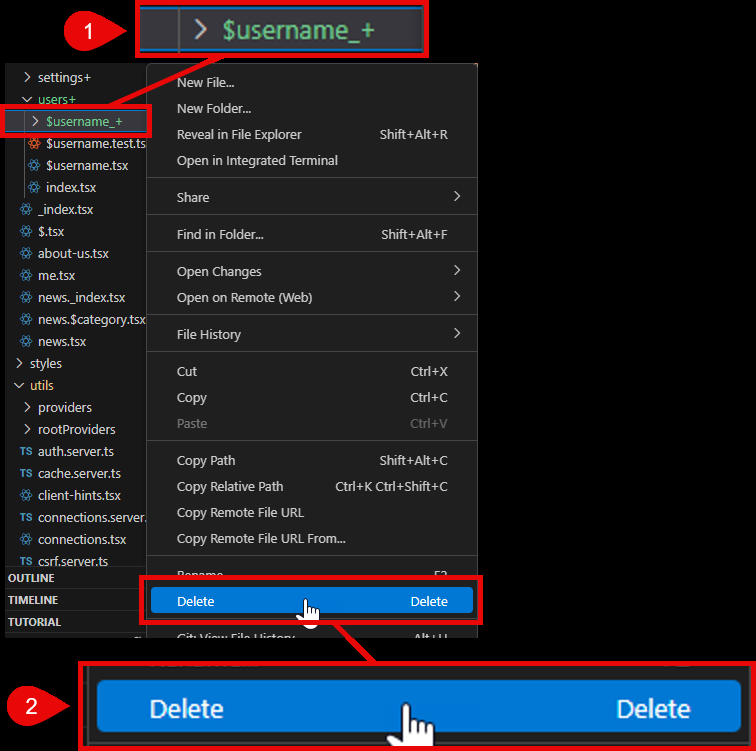 1
$username_+
settings+
users+
$username_+
$username.test.ts
$username.tsx
index.tsx
_index.tsx
$.tsx
about-us.tsx
me.tsx
news._index.tsx
news.$category.tsx
news.tsx
styles
utils
providers
rootProviders
TS auth.server.ts
TS cache.server.ts
client-hints.tsx
TS connections.server.
connections.tsx
TS csrf.server.ts
OUTLINE
TIMELINE
TUTORIAL
New File...
New Folder...
Reveal in File Explorer Shift+Alt+R
Open in Integrated Terminal
Share
Find in Folder... Shift+Alt+F
Open Changes
Open on Remote (Web)
File History
Cut Ctrl+X
Copy Ctrl+C
Paste Ctrl+V
Copy Path Shift+Alt+C
Copy Relative Path Ctrl+K Ctrl+Shift+C
Copy Remote File URL
Copy Remote File URL From...
Rename... F2
Delete Delete
Git: View File History Alt+H
2
Delete Delete